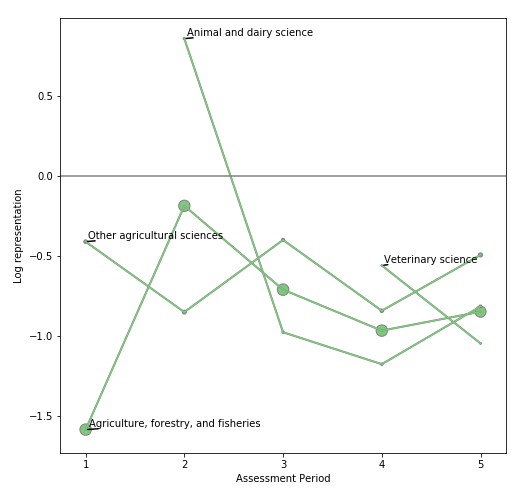 Animal and dairy science
0.5
0.0
Other agricultural sciences
−0.5
Veterinary science
Log representation
−1.0
−1.5
Agriculture, forestry, and fisheries
1 2 3 4 5
Assessment Period